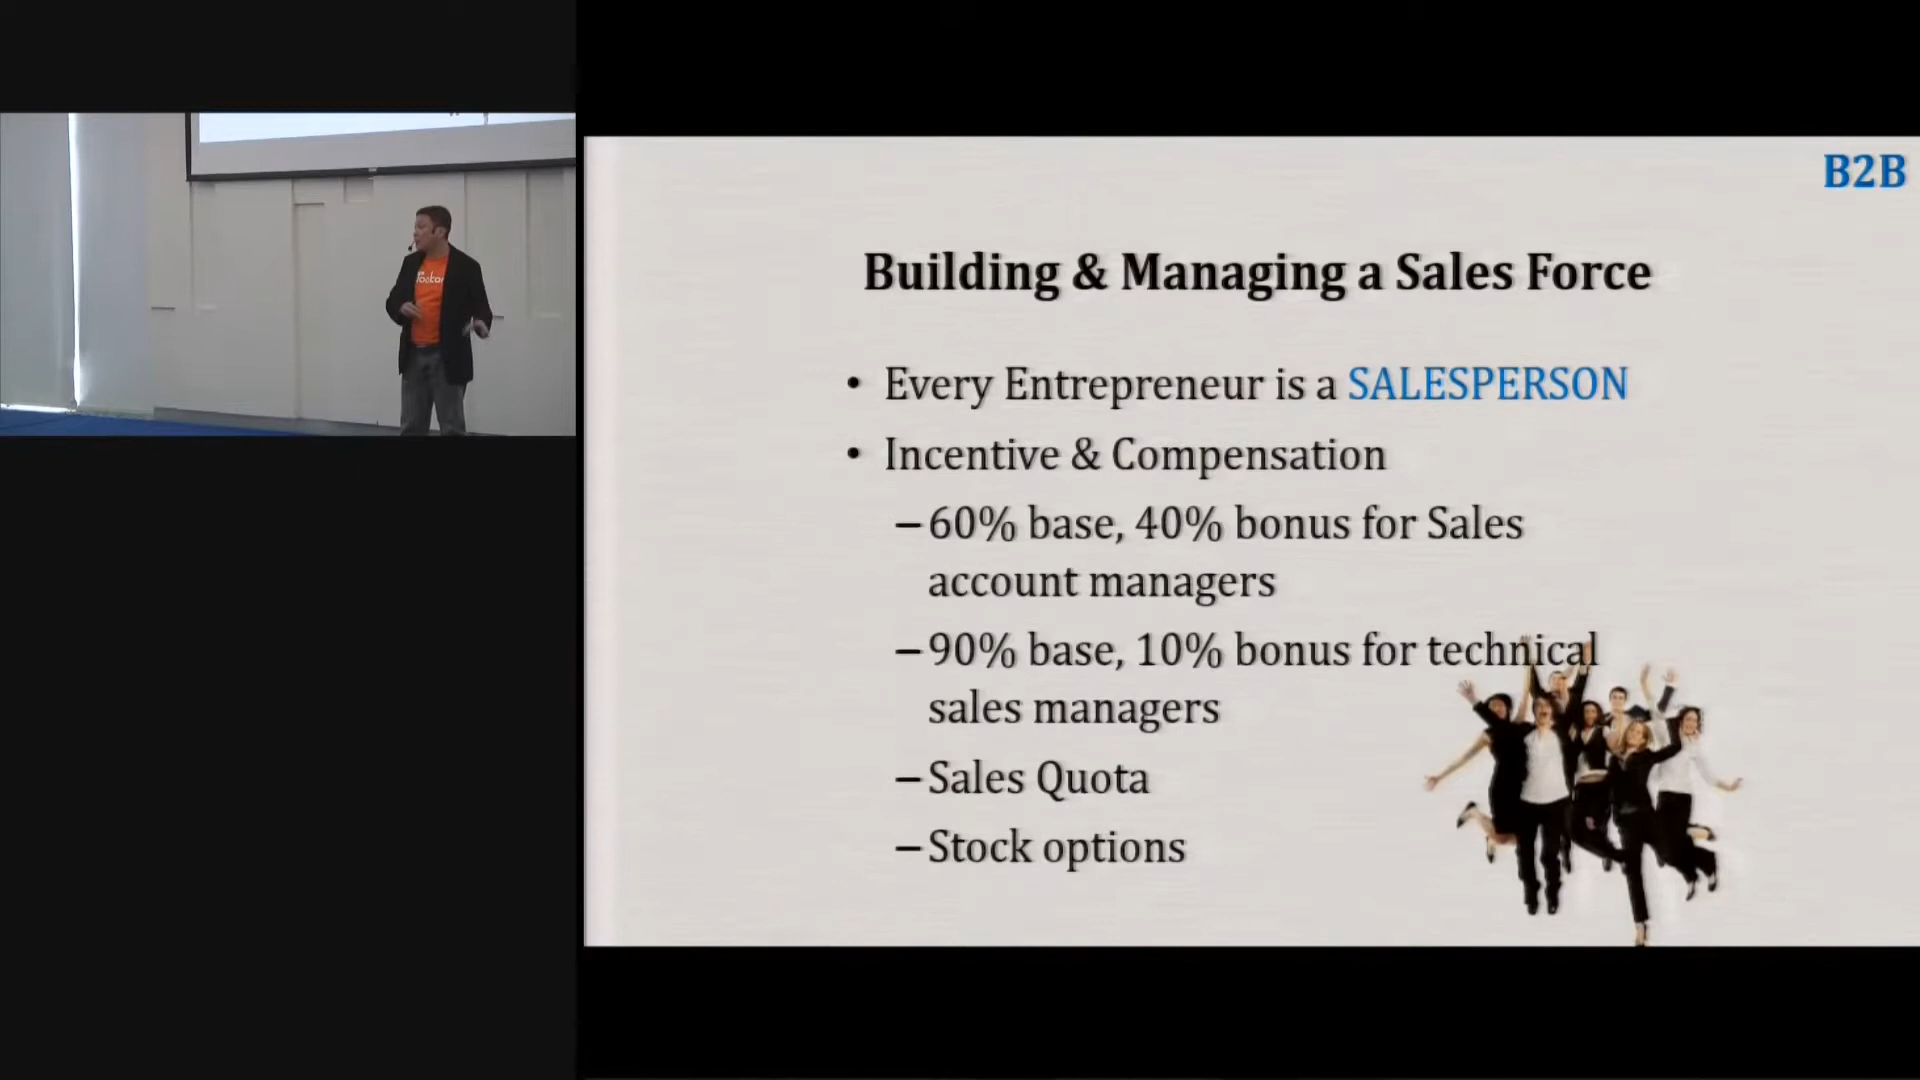 B2B
Building & Managing a Sales Force
• Every Entrepreneur is a SALESPERSON
• Incentive & Compensation
–60% base, 40% bonus for Sales
account managers
–90% base, 10% bonus for technical
sales managers
–Sales Quota
–Stock options